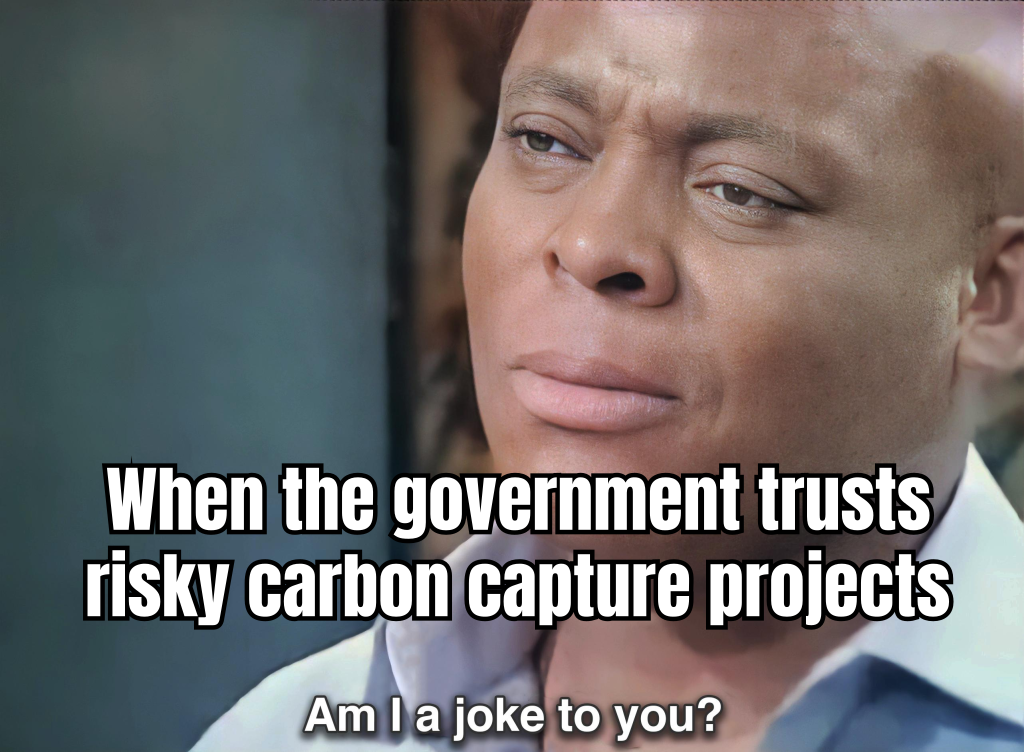 When the government trusts
risky carbon capture projects
Am I a joke to you?